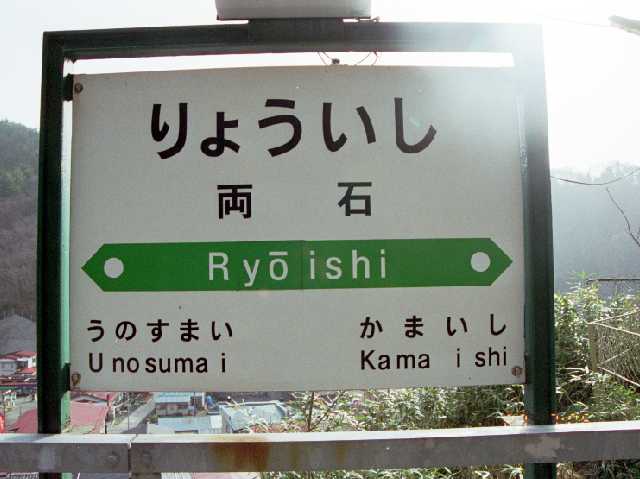 りょういし
両石
Ryōishi
うのすまい かまいし
Unosumai Kamaishi